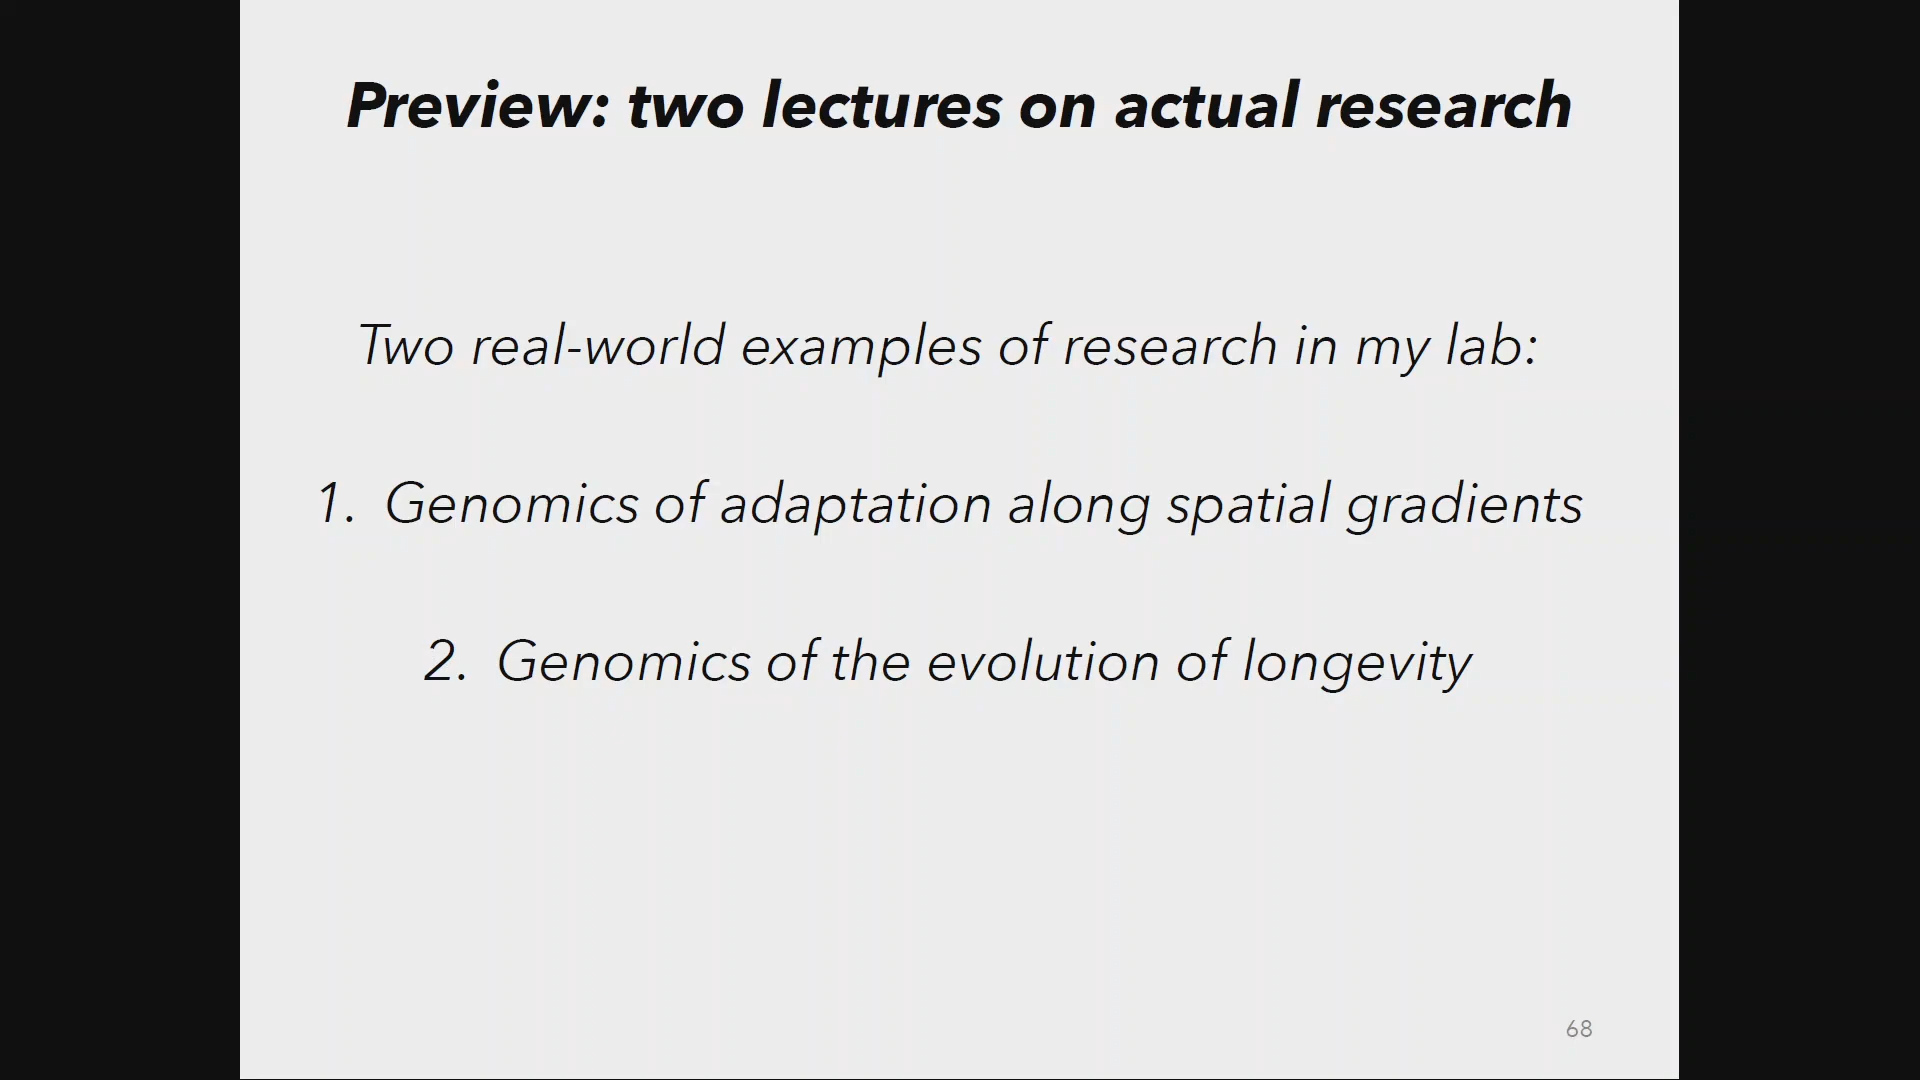 Preview: two lectures on actual research
Two real-world examples of research in my lab:
1. Genomics of adaptation along spatial gradients
2. Genomics of the evolution of longevity
68